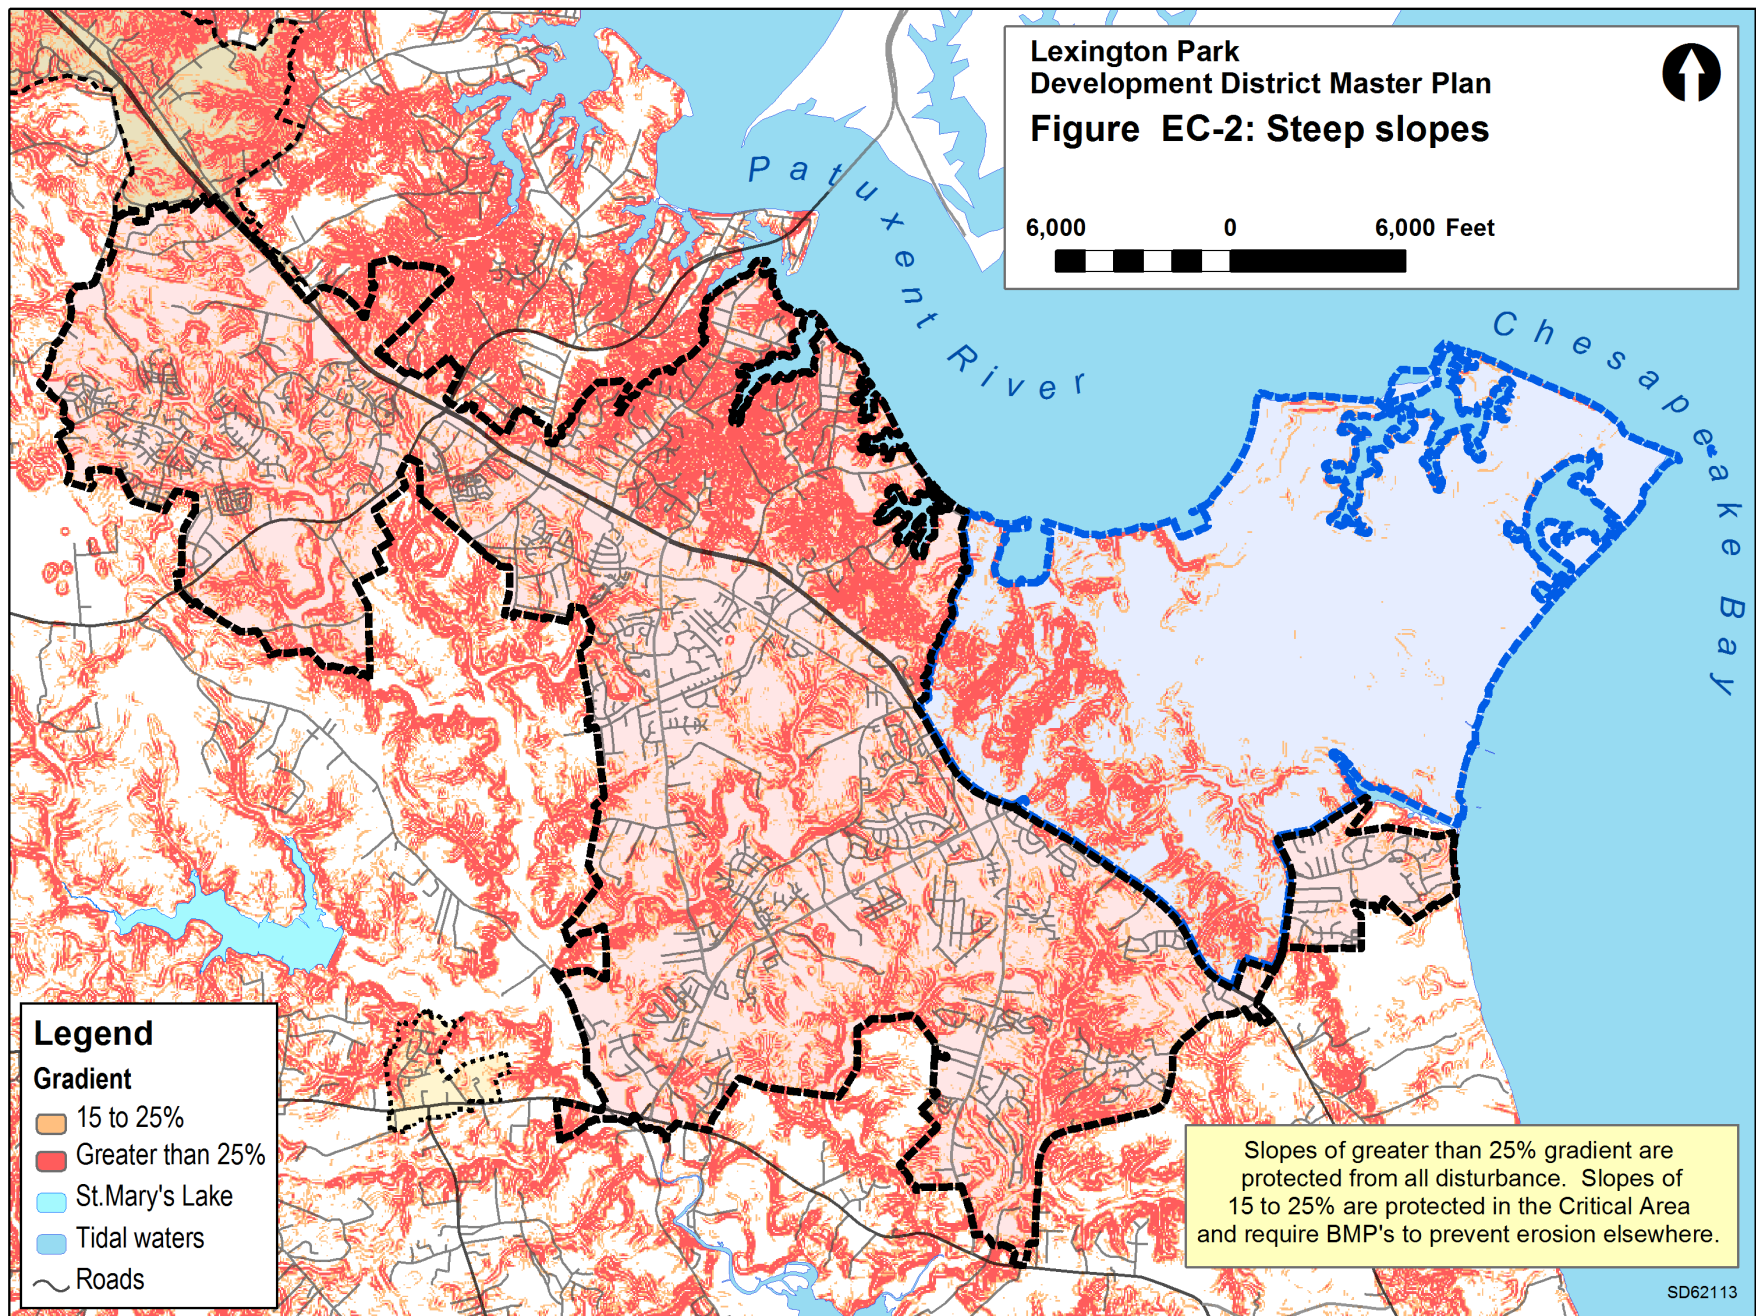 Lexington Park
Development District Master Plan
Figure EC-2: Steep slopes
6,000 0 6,000 Feet
Patuxent River
Chesapeake Bay
Legend
Gradient
15 to 25%
Greater than 25%
St.Mary's Lake
Tidal waters
Roads
Slopes of greater than 25% gradient are
protected from all disturbance. Slopes of
15 to 25% are protected in the Critical Area
and require BMP's to prevent erosion elsewhere.
SD62113